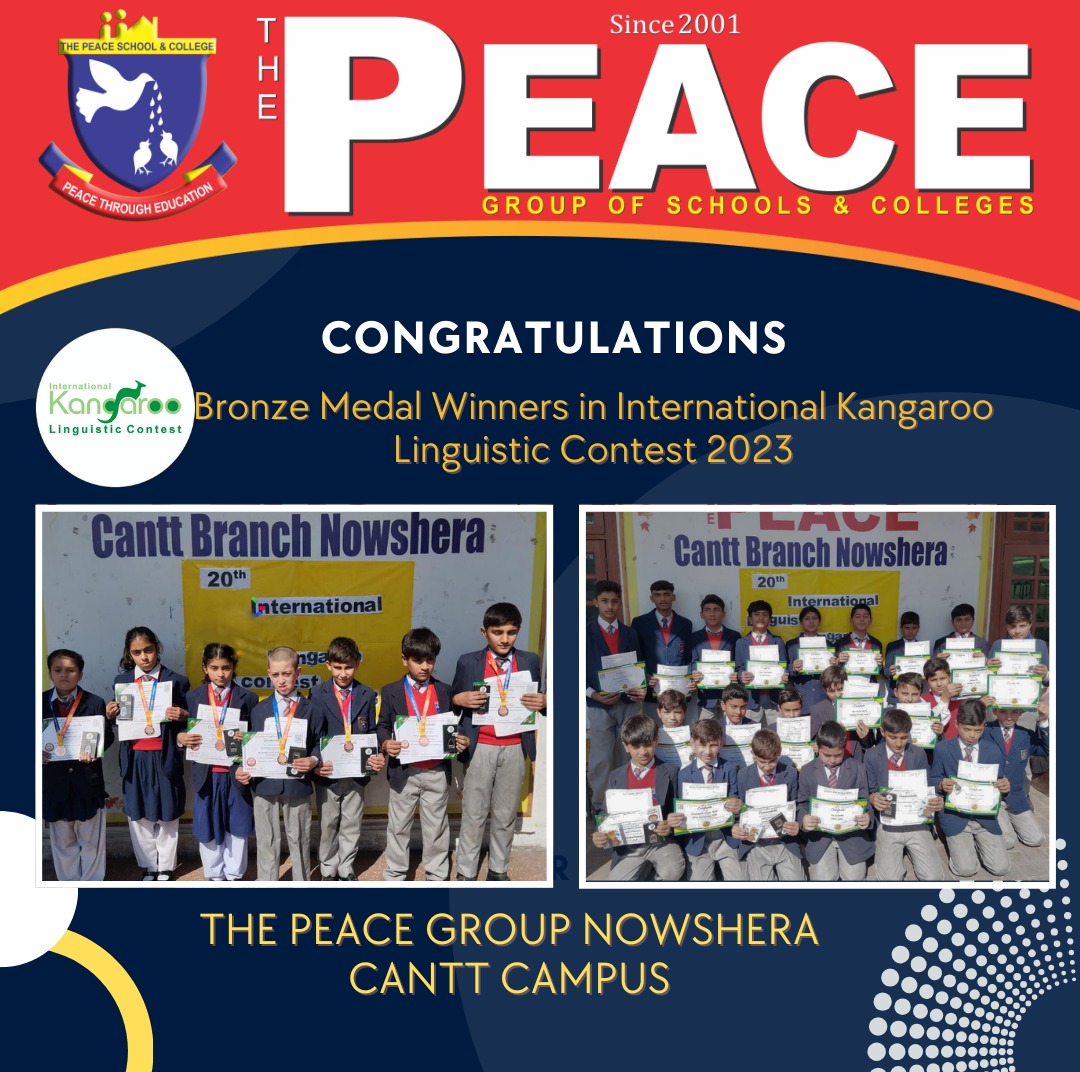 THE PEACE SCHOOL & COLLEGE
PEACE THROUGH EDUCATION
THE
Since 2001
PEACE
GROUP OF SCHOOLS & COLLEGES
CONGRATULATIONS
International
Kangaroo
Linguistic Contest
Bronze Medal Winners in International Kangaroo
Linguistic Contest 2023
Cantt Branch Nowshera
20th
International
contest
PEACE
Cantt Branch Nowshera
20th
International
THE PEACE GROUP NOWSHERA
CANTT CAMPUS